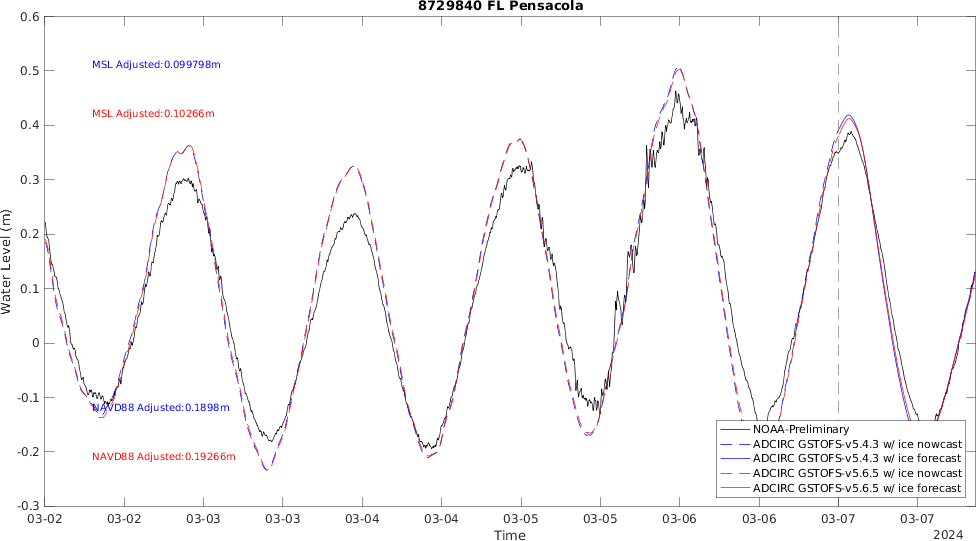 8729840 FL Pensacola
0.6
0.5
0.4
0.3
0.2
0.1
0
-0.1
-0.2
-0.3
Water Level (m)
MSL Adjusted:0.099798m
MSL Adjusted:0.10266m
NAVD88 Adjusted:0.1898m
NAVD88 Adjusted:0.19266m
NOAA-Preliminary
ADCIRC GSTOFS-v5.4.3 w/ ice nowcast
ADCIRC GSTOFS-v5.4.3 w/ ice forecast
ADCIRC GSTOFS-v5.6.5 w/ ice nowcast
ADCIRC GSTOFS-v5.6.5 w/ ice forecast
03-02 03-02 03-03 03-03 03-04 03-04 03-05 03-05 03-06 03-06 03-07 03-07
Time
2024